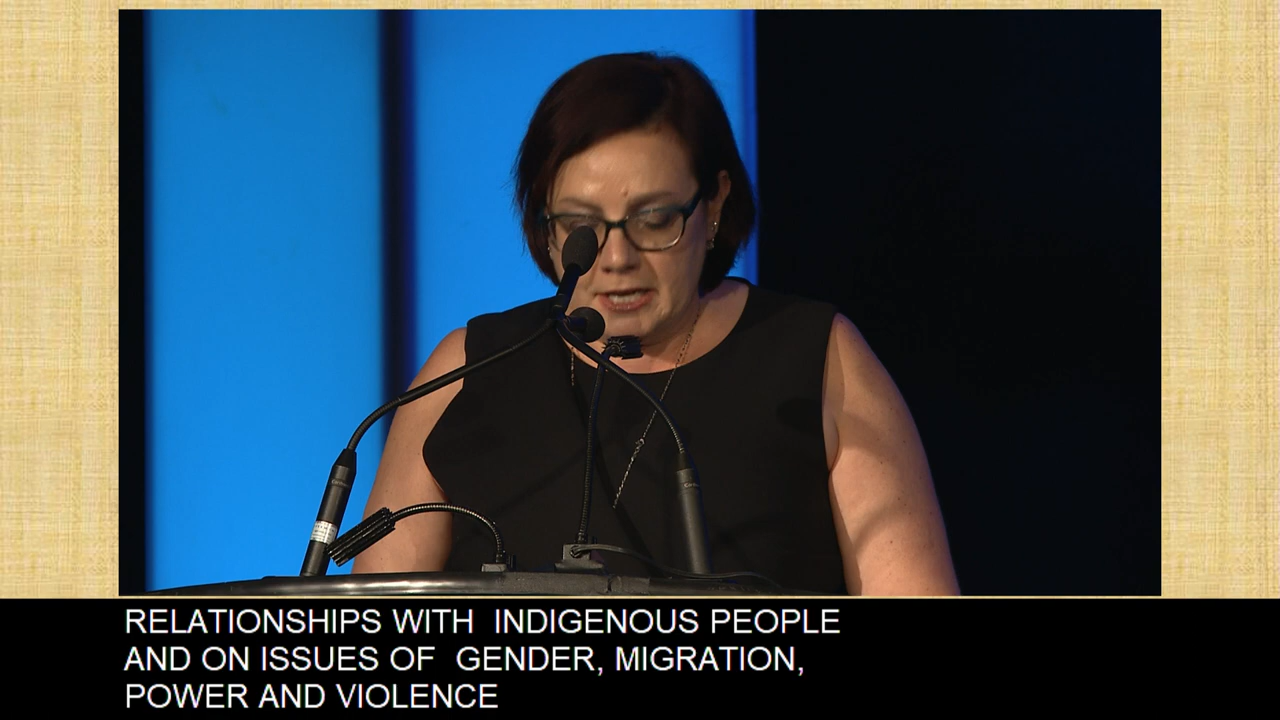 RELATIONSHIPS WITH INDIGENOUS PEOPLE
AND ON ISSUES OF GENDER, MIGRATION,
POWER AND VIOLENCE